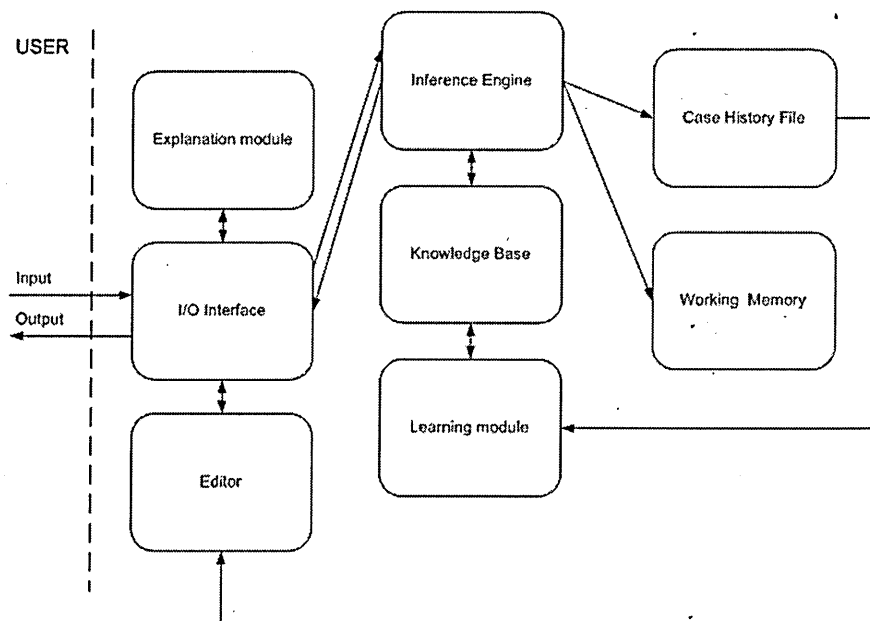 USER
Inference Engine
Explanation module
Case History File
Knowledge Base
Input
I/O Interface
Working Memory
Output
Learning module
Editor